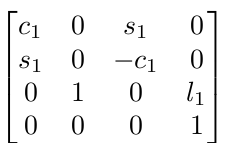 c₁ 0 s₁ 0
s₁ 0 −c₁ 0
0 1 0 l₁
0 0 0 1